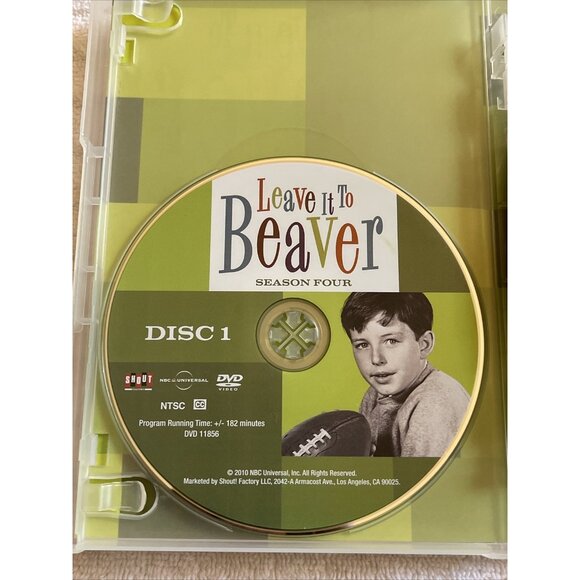 Leave It To
Beaver
SEASON FOUR
DISC 1
SHOUT
FACTORY
NBC UNIVERSAL
DVD
VIDEO
NTSC CC
Program Running Time: +/- 182 minutes
DVD 11856
© 2010 NBC Universal, Inc. All Rights Reserved.
Marketed by Shout! Factory LLC, 2042-A Armacost Ave., Los Angeles, CA 90025.